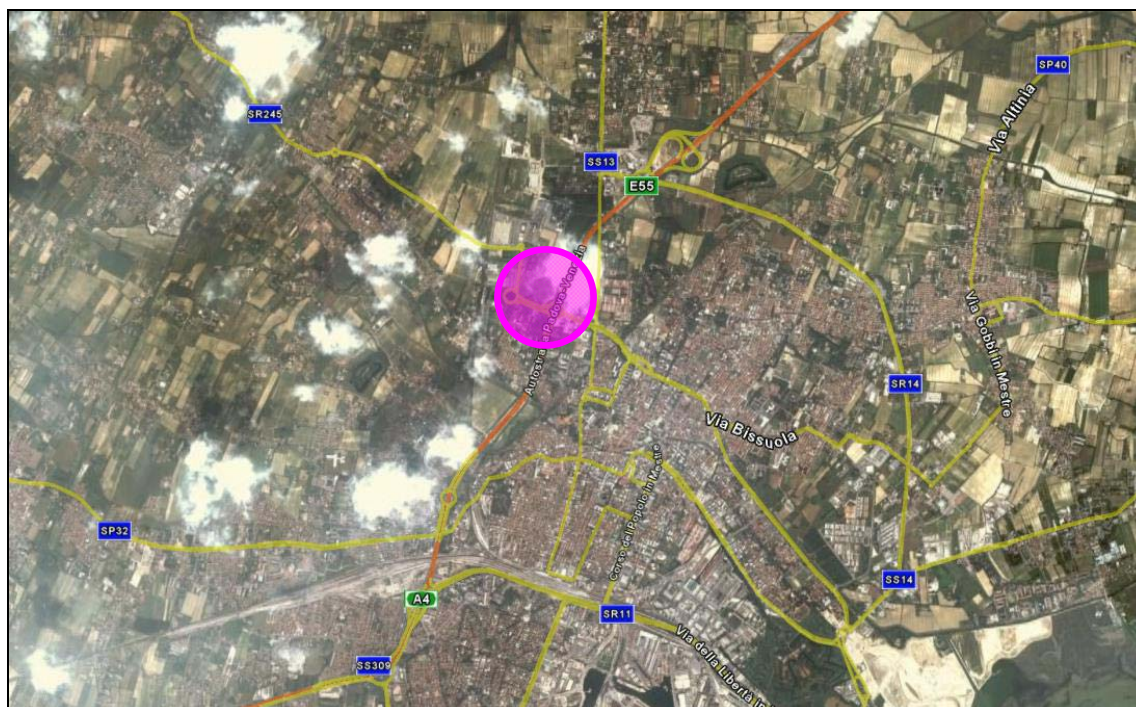 SP40
SR245
Via Altinia
SS13
E55
Autostrada Padova-Venezia
Via Gobbi in Mestre
SR14
Via Bissuola
Corso del Popolo in Mestre
SP32
SS14
A4
SR11
Via della Libertà in
SS309